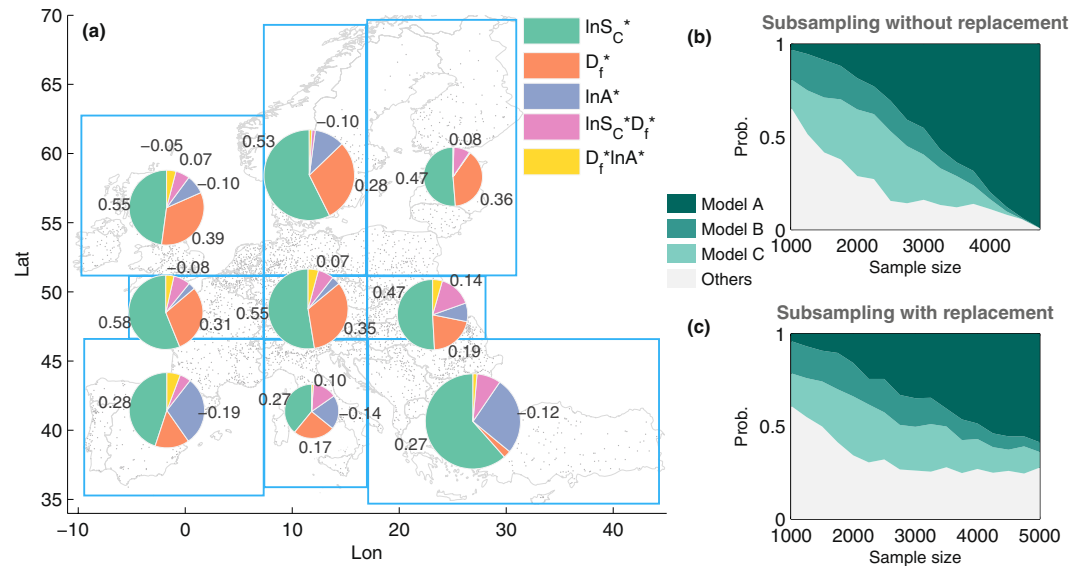 (a)
70
65
60
55
50
45
40
35
Lat
−10
0
10
20
30
40
Lon
lnS_C*
D_f*
lnA*
lnS_C*D_f*
D_f*lnA*
−0.05
0.07
−0.10
0.55
0.39
0.53
−0.10
0.28
0.08
0.47
0.36
−0.08
0.58
0.31
0.07
0.55
0.35
0.14
0.47
0.19
0.28
−0.19
0.10
0.27
−0.14
0.17
−0.12
0.27
(b)
Subsampling without replacement
1
0.5
0
Prob.
1000
2000
3000
4000
Sample size
Model A
Model B
Model C
Others
(c)
Subsampling with replacement
1
0.5
0
Prob.
1000
2000
3000
4000
5000
Sample size